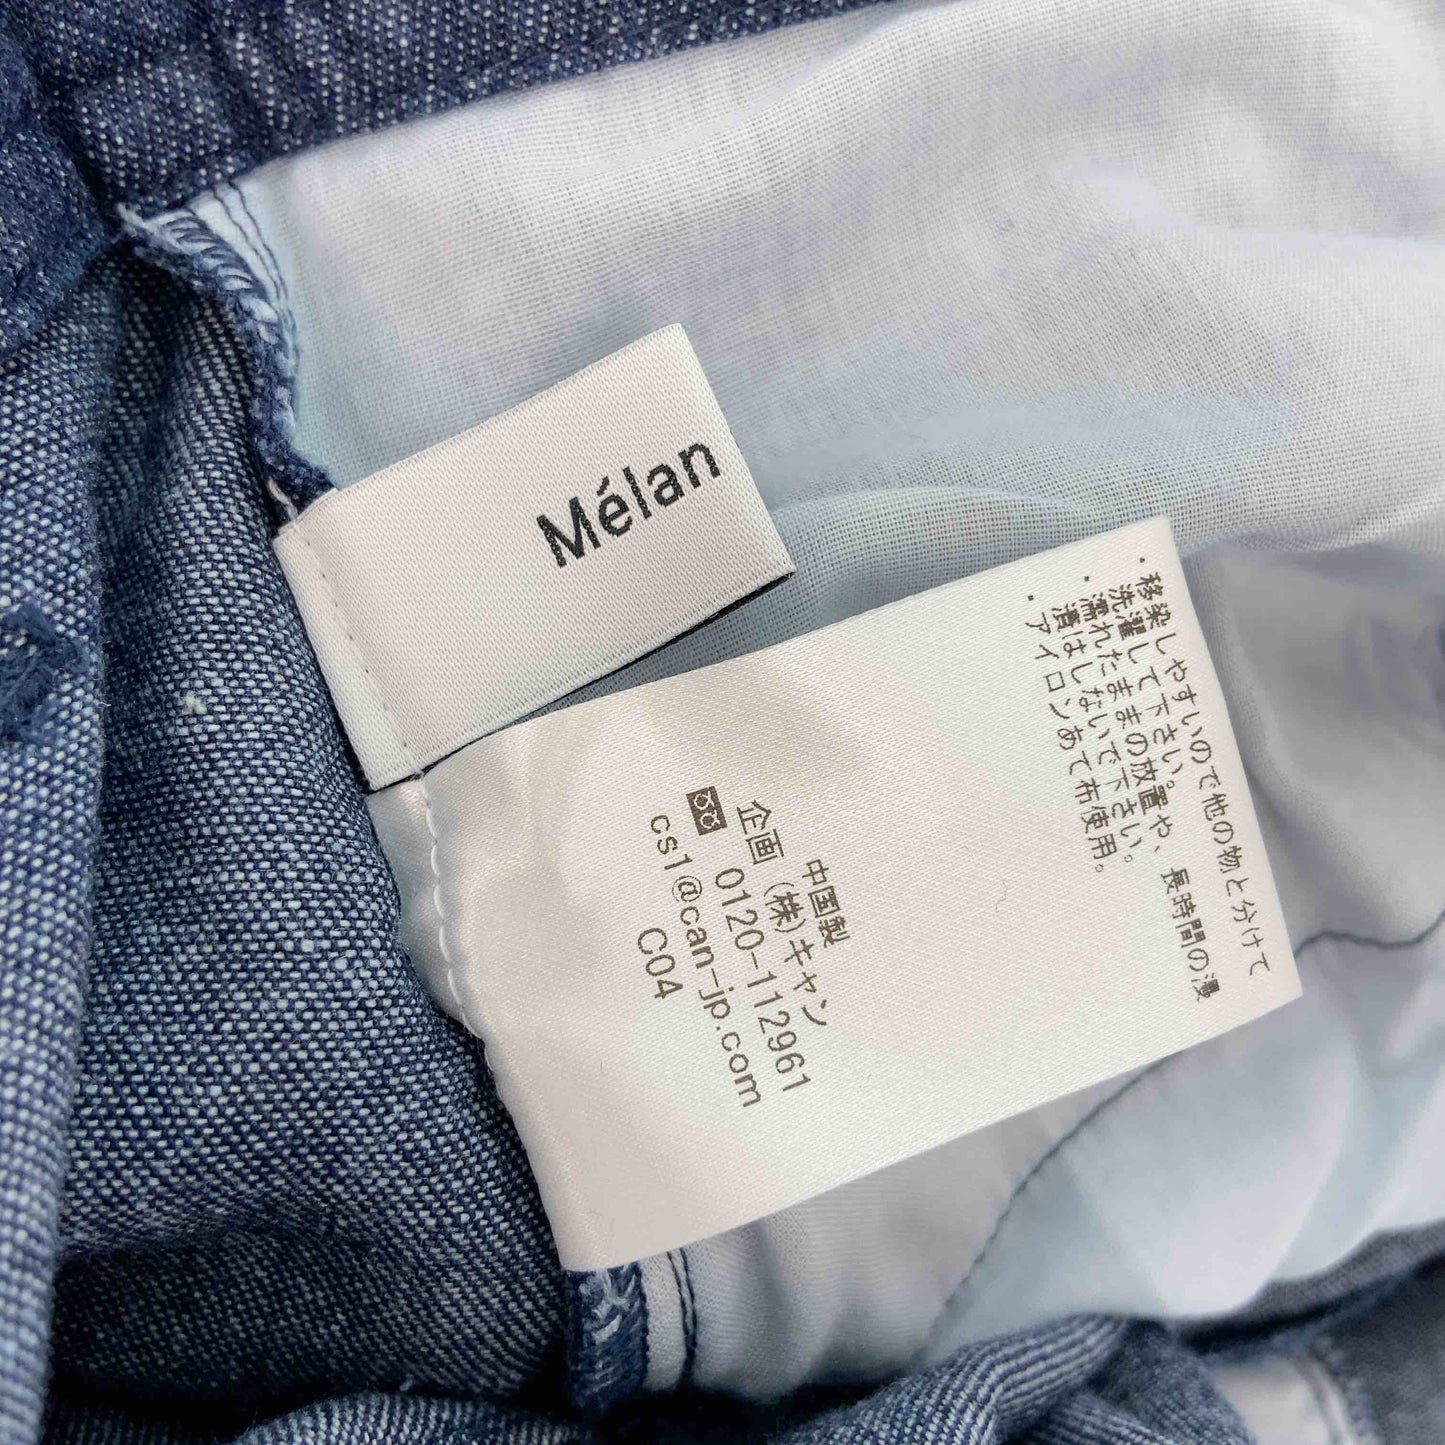 Mélan
・移染しやすいので他の物と分けて
洗濯して下さい。
・濡れたままの放置や、長時間の浸
漬はしないで下さい。
・アイロンあて布使用。
中国製
企画 (株)キャン
0120-112961
cs1@can-jp.com
C04